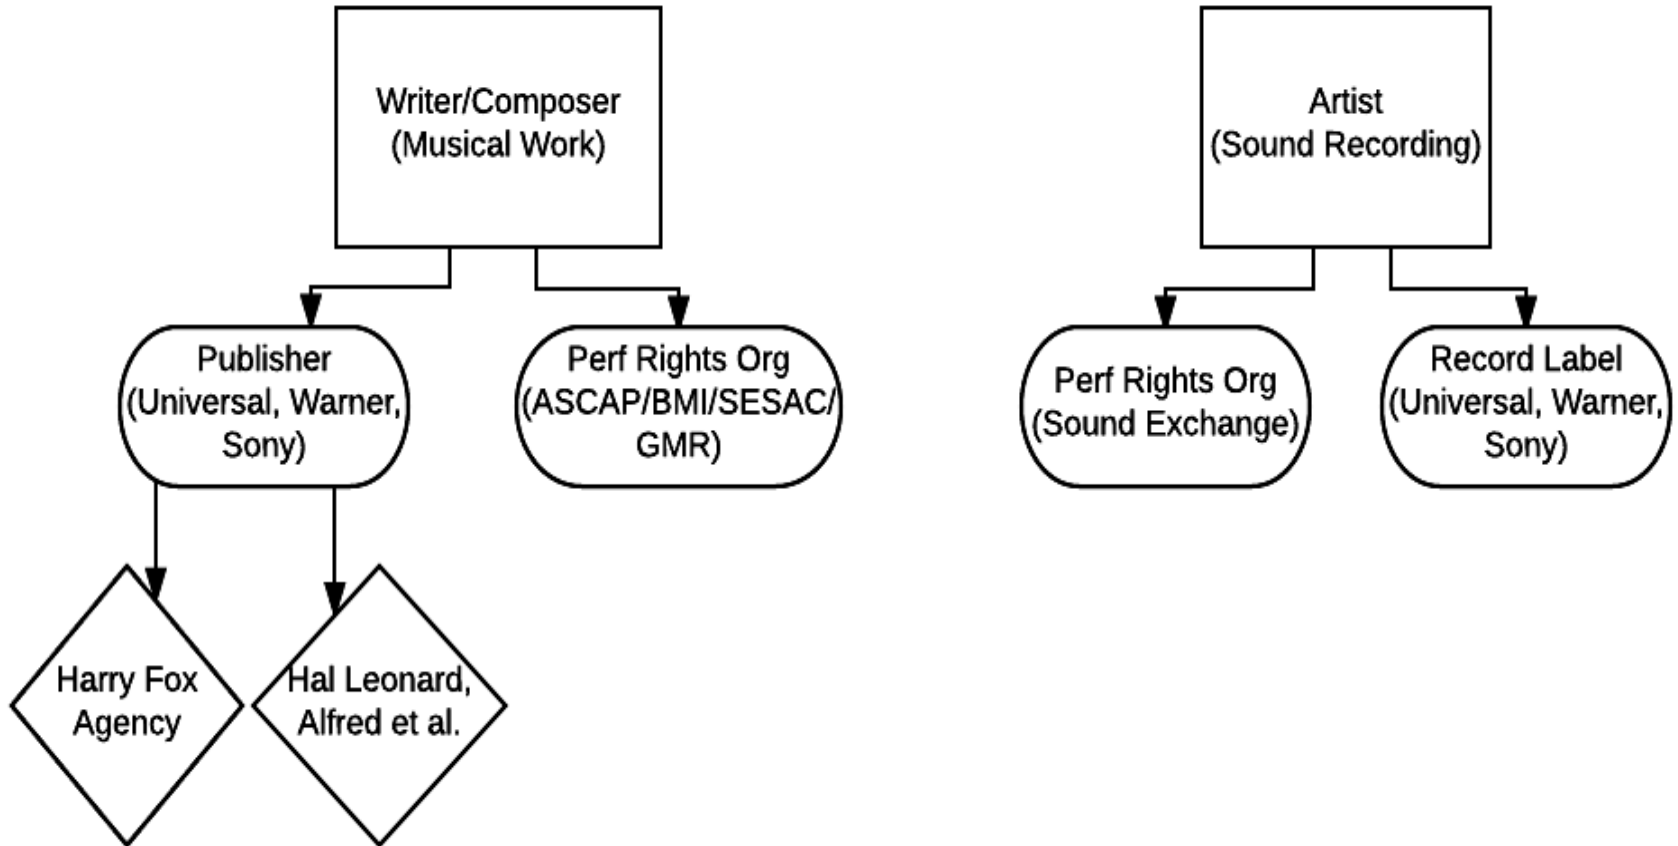 Writer/Composer
(Musical Work)
Artist
(Sound Recording)
Publisher
(Universal, Warner,
Sony)
Perf Rights Org
(ASCAP/BMI/SESAC/
GMR)
Perf Rights Org
(Sound Exchange)
Record Label
(Universal, Warner,
Sony)
Harry Fox
Agency
Hal Leonard,
Alfred et al.